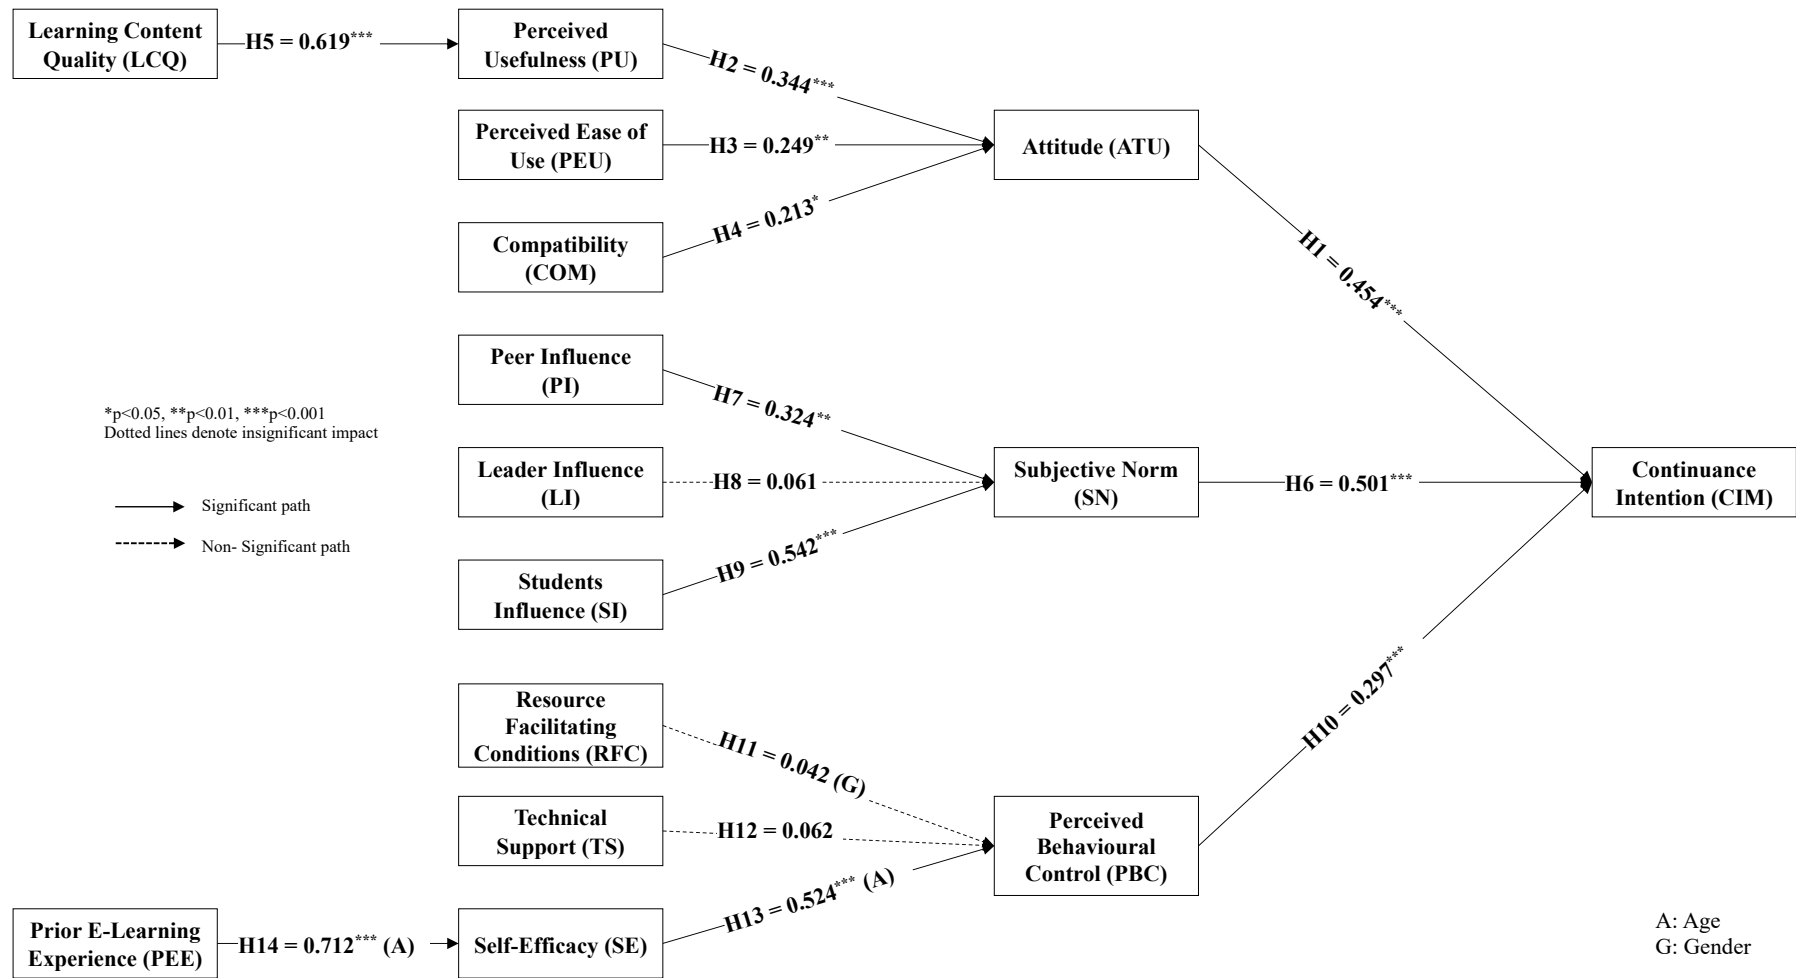 Learning Content
Quality (LCQ)
H5 = 0.619***
Perceived
Usefulness (PU)
H2 = 0.344***
Perceived Ease of
Use (PEU)
H3 = 0.249**
Attitude (ATU)
Compatibility
(COM)
H4 = 0.213*
H1 = 0.454***
Peer Influence
(PI)
H7 = 0.324**
*p<0.05, **p<0.01, ***p<0.001
Dotted lines denote insignificant impact
Leader Influence
(LI)
H8 = 0.061
Subjective Norm
(SN)
H6 = 0.501***
Continuance
Intention (CIM)
Significant path
Non- Significant path
Students
Influence (SI)
H9 = 0.542***
Resource
Facilitating
Conditions (RFC)
H11 = 0.042 (G)
H10 = 0.297***
Technical
Support (TS)
H12 = 0.062
Perceived
Behavioural
Control (PBC)
Prior E-Learning
Experience (PEE)
H14 = 0.712*** (A)
Self-Efficacy (SE)
H13 = 0.524*** (A)
A: Age
G: Gender